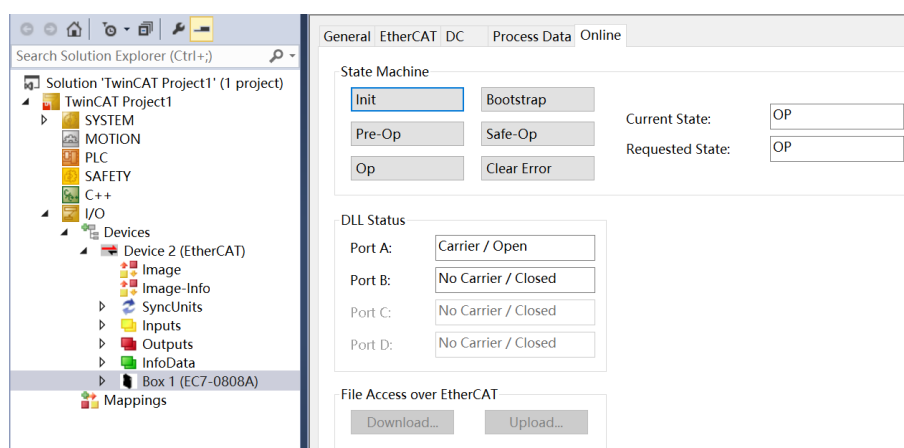 Search Solution Explorer (Ctrl+;)
Solution 'TwinCAT Project1' (1 project)
TwinCAT Project1
SYSTEM
MOTION
PLC
SAFETY
C++
I/O
Devices
Device 2 (EtherCAT)
Image
Image-Info
SyncUnits
Inputs
Outputs
InfoData
Box 1 (EC7-0808A)
Mappings
General EtherCAT DC Process Data Online
State Machine
Init Bootstrap
Pre-Op Safe-Op
Op Clear Error
Current State: OP
Requested State: OP
DLL Status
Port A: Carrier / Open
Port B: No Carrier / Closed
Port C: No Carrier / Closed
Port D: No Carrier / Closed
File Access over EtherCAT
Download... Upload...